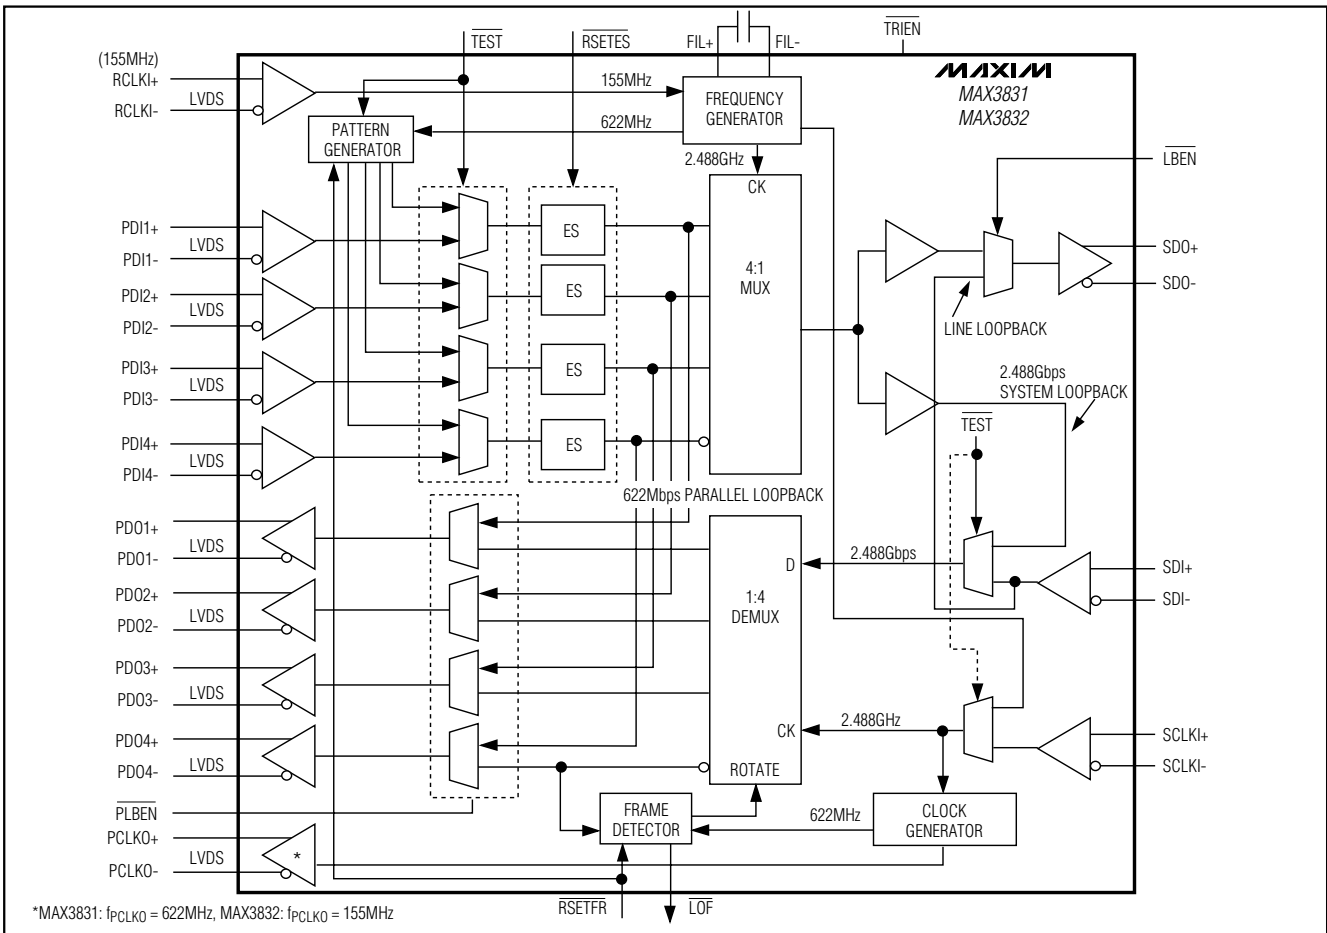 TEST
RSETES
FIL+
FIL-
TRIEN
(155MHz)
RCLKI+
LVDS
RCLKI-
155MHz
FREQUENCY
GENERATOR
MAXIM
MAX3831
MAX3832
PATTERN
GENERATOR
622MHz
2.488GHz
LBEN
CK
PDI1+
LVDS
PDI1-
ES
4:1
MUX
SDO+
SDO-
PDI2+
LVDS
PDI2-
ES
LINE LOOPBACK
PDI3+
LVDS
PDI3-
ES
2.488Gbps
SYSTEM LOOPBACK
TEST
PDI4+
LVDS
PDI4-
ES
622Mbps PARALLEL LOOPBACK
PDO1+
LVDS
PDO1-
D
2.488Gbps
SDI+
SDI-
PDO2+
LVDS
PDO2-
1:4
DEMUX
PDO3+
LVDS
PDO3-
PDO4+
LVDS
PDO4-
CK
2.488GHz
ROTATE
SCLKI+
SCLKI-
PLBEN
FRAME
DETECTOR
622MHz
CLOCK
GENERATOR
PCLKO+
LVDS
PCLKO-
*
RSETFR
LOF
*MAX3831: fPCLKO = 622MHz, MAX3832: fPCLKO = 155MHz